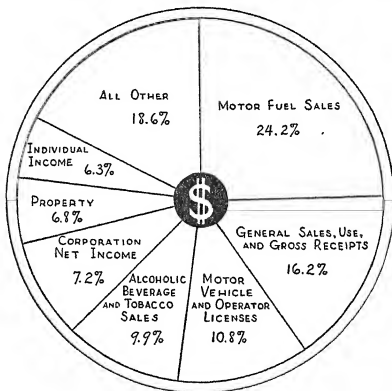 ALL OTHER
18.6%
MOTOR FUEL SALES
24.2%
INDIVIDUAL
INCOME
6.3%
PROPERTY
6.8%
$
GENERAL SALES, USE,
AND GROSS RECEIPTS
16.2%
CORPORATION
NET INCOME
7.2%
ALCOHOLIC
BEVERAGE
AND TOBACCO
SALES
9.9%
MOTOR
VEHICLE
AND OPERATOR
LICENSES
10.8%